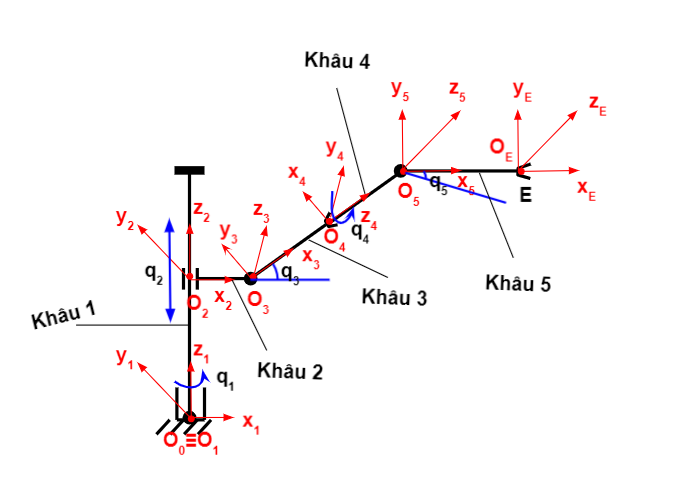 Khâu 4
y5
z5
yE
zE
OE
y4
x4
z4
O4
q4
O5
q5
x5
E
xE
z2
y2
z3
y3
x3
q3
q2
O2
x2
O3
Khâu 3
Khâu 5
Khâu 1
Khâu 2
y1
z1
q1
x1
O0≡O1